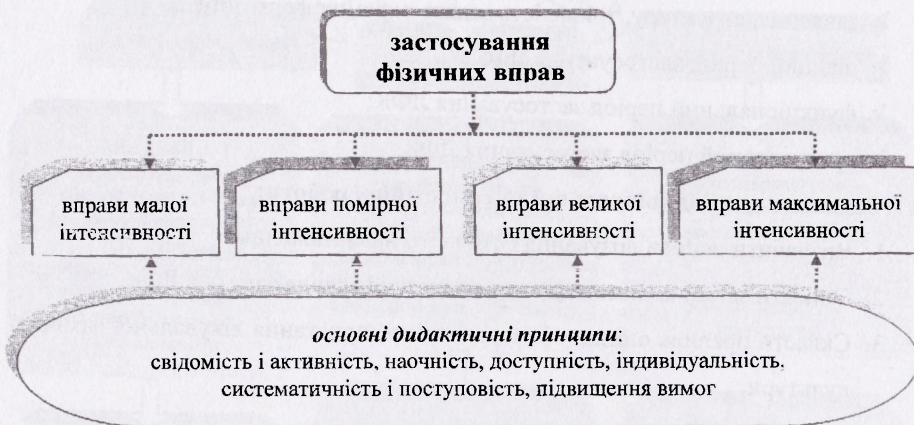 застосування
фізичних вправ
вправи малої
інтенсивності
вправи помірної
інтенсивності
вправи великої
інтенсивності
вправи максимальної
інтенсивності
основні дидактичні принципи:
свідомість і активність, наочність, доступність, індивідуальність,
систематичність і поступовість, підвищення вимог